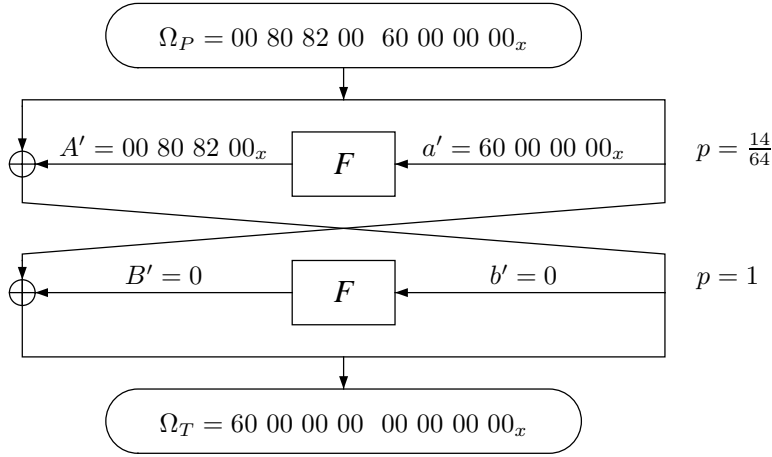 Ω_P = 00 80 82 00  60 00 00 00_x
A′ = 00 80 82 00_x
F
a′ = 60 00 00 00_x
p = 14/64
B′ = 0
F
b′ = 0
p = 1
Ω_T = 60 00 00 00  00 00 00 00_x